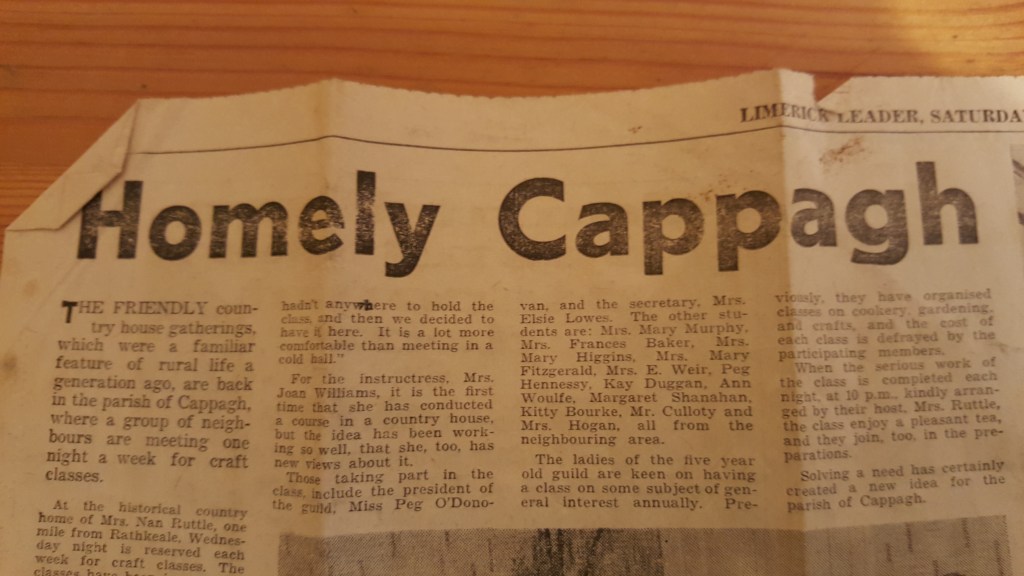 LIMERICK LEADER, SATURDA
Homely Cappagh
THE FRIENDLY coun-
try house gatherings,
which were a familiar
feature of rural life a
generation ago, are back
in the parish of Cappagh,
where a group of neigh-
bours are meeting one
night a week for craft
classes.
At the historical country
home of Mrs. Nan Ruttle, one
mile from Rathkeale, Wednes-
day night is reserved each
week for craft classes. The
classes have
hadn't anywhere to hold the
class, and then we decided to
have it here. It is a lot more
comfortable than meeting in a
cold hall."
For the instructress, Mrs.
Joan Williams, it is the first
time that she has conducted
a course in a country house,
but the idea has been work-
ing so well, that she, too, has
new views about it.
Those taking part in the
class, include the president of
the guild, Miss Peg O'Dono-
van, and the secretary, Mrs.
Elsie Lowes. The other stu-
dents are: Mrs. Mary Murphy,
Mrs. Frances Baker, Mrs.
Mary Higgins, Mrs. Mary
Fitzgerald, Mrs. E. Weir, Peg
Hennessy, Kay Duggan, Ann
Woulfe, Margaret Shanahan,
Kitty Bourke, Mr. Culloty and
Mrs. Hogan, all from the
neighbouring area.
The ladies of the five year
old guild are keen on having
a class on some subject of gen-
eral interest annually. Pre-
viously, they have organised
classes on cookery, gardening,
and crafts, and the cost of
each class is defrayed by the
participating members.
When the serious work of
the class is completed each
night, at 10 p.m., kindly arran-
ged by their host, Mrs. Ruttle,
the class enjoy a pleasant tea,
and they join, too, in the pre-
parations.
Solving a need has certainly
created a new idea for the
parish of Cappagh.